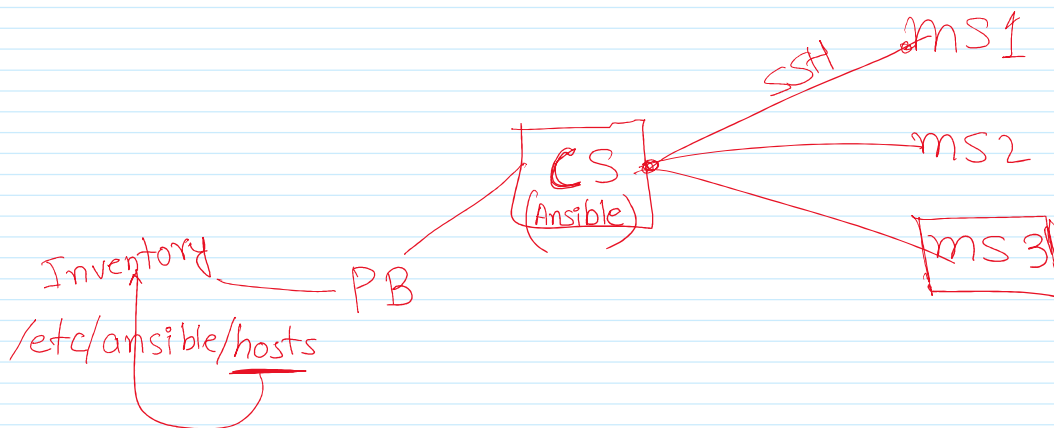 MS1
SSH
MS2
CS
(Ansible)
MS3
Inventory
PB
/etc/ansible/hosts